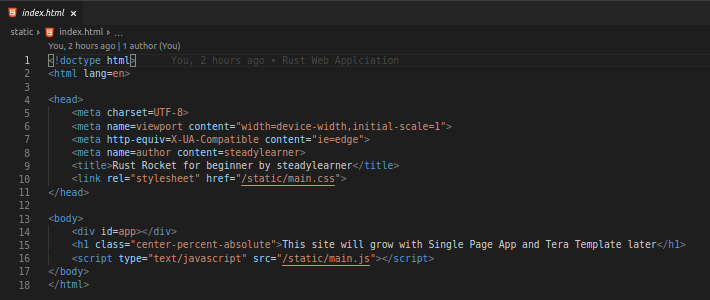 index.html ×
static > index.html > ...
You, 2 hours ago | 1 author (You)
1 <!doctype html> You, 2 hours ago • Rust Web Applciation
2 <html lang=en>
3
4 <head>
5 <meta charset=UTF-8>
6 <meta name=viewport content="width=device-width,initial-scale=1">
7 <meta http-equiv=X-UA-Compatible content="ie=edge">
8 <meta name=author content=steadylearner>
9 <title>Rust Rocket for beginner by steadylearner</title>
10 <link rel="stylesheet" href="/static/main.css">
11 </head>
12
13 <body>
14 <div id=app></div>
15 <h1 class="center-percent-absolute">This site will grow with Single Page App and Tera Template later</h1>
16 <script type="text/javascript" src="/static/main.js"></script>
17 </body>
18 </html>